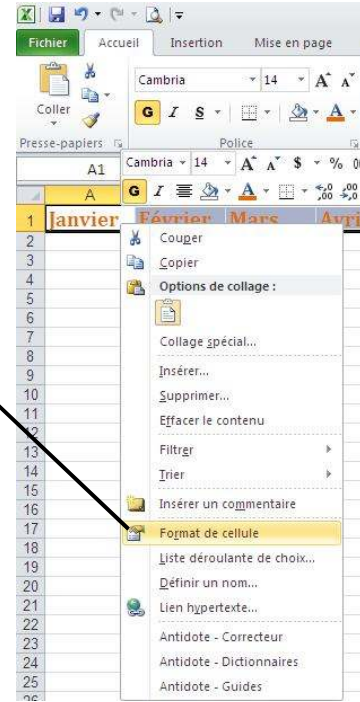 Fichier Accueil Insertion Mise en page
Coller
Cambria 14 A A
G I S A
Presse-papiers Police
A1
Cambria 14 A A $ % 0
G I A ,00
A
1 Janvier Février Mars Avri
2
3
4
5
6
7
8
9
10
11
12
13
14
15
16
17
18
19
20
21
22
23
24
25
26
Couper
Copier
Options de collage :
Collage spécial...
Insérer...
Supprimer...
Effacer le contenu
Filtrer
Trier
Insérer un commentaire
Format de cellule
Liste déroulante de choix...
Définir un nom...
Lien hypertexte...
Antidote - Correcteur
Antidote - Dictionnaires
Antidote - Guides